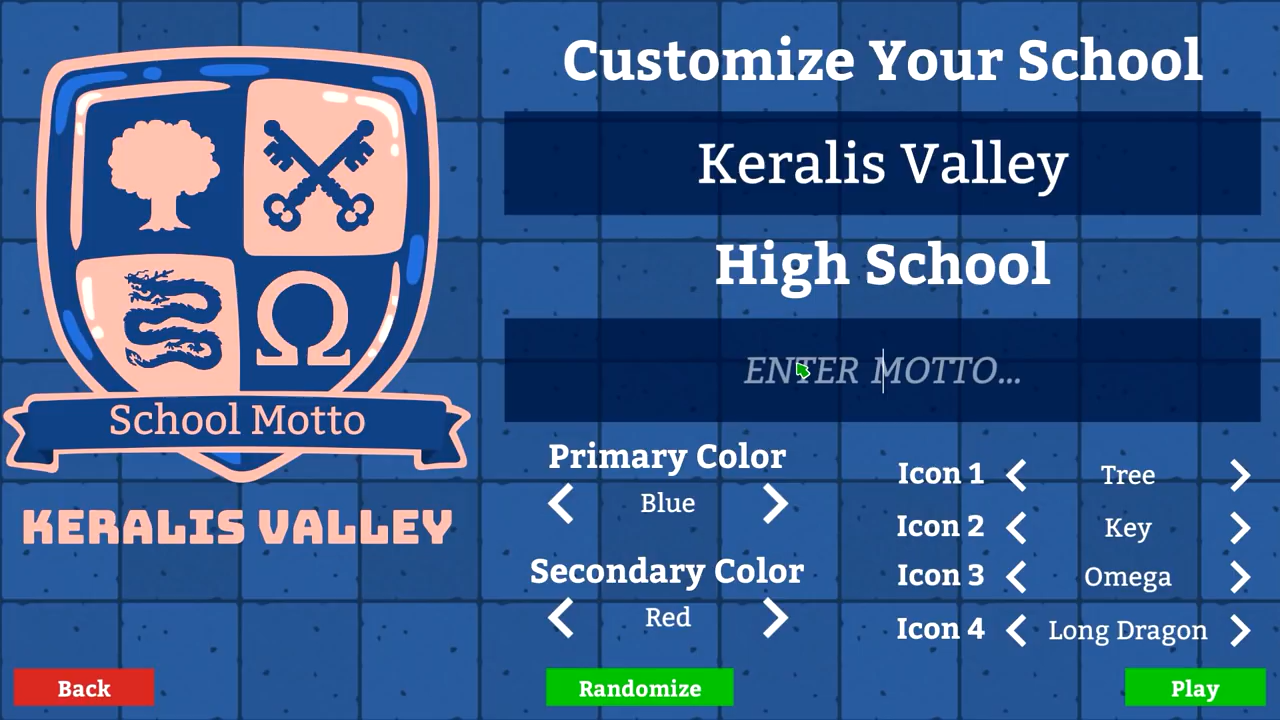 Customize Your School
Keralis Valley
High School
ENTER MOTTO...
School Motto
KERALIS VALLEY
Primary Color
Blue
Secondary Color
Red
Icon 1 Tree
Icon 2 Key
Icon 3 Omega
Icon 4 Long Dragon
Back
Randomize
Play